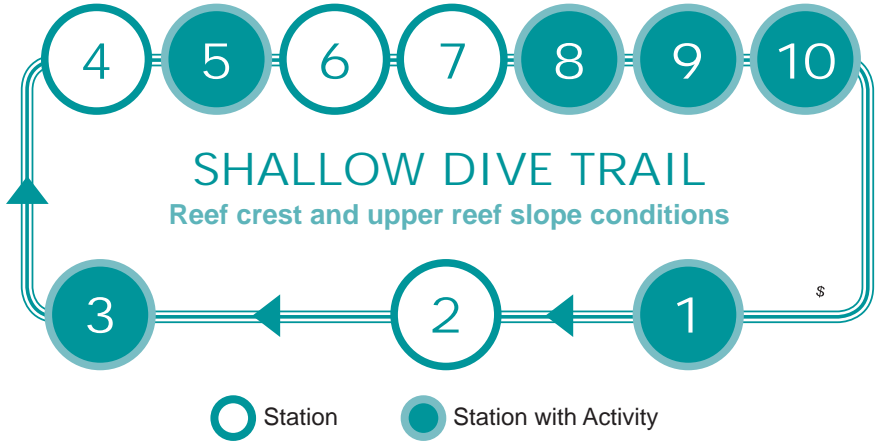 4 5 6 7 8 9 10
SHALLOW DIVE TRAIL
Reef crest and upper reef slope conditions
$
3 2 1
Station Station with Activity